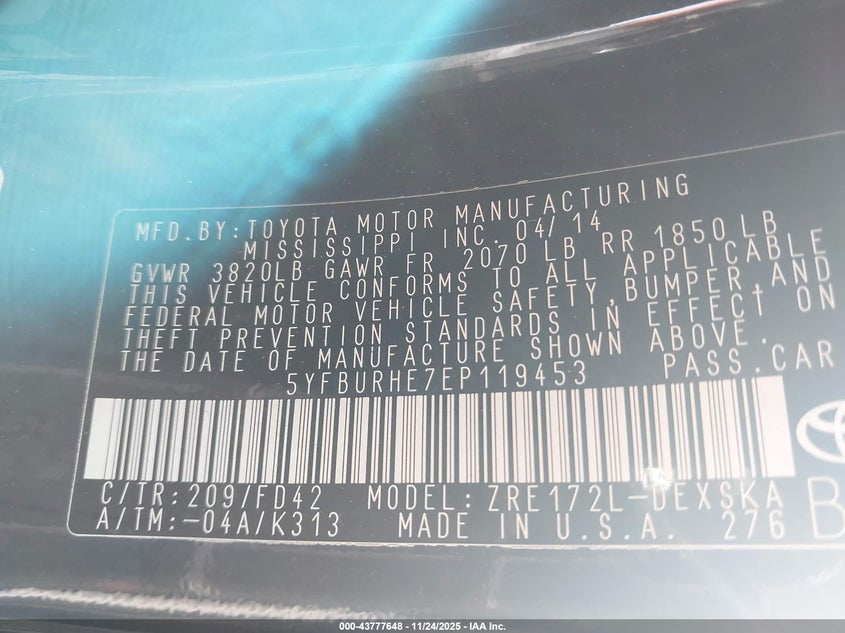 MFD.BY:TOYOTA MOTOR MANUFACTURING
MISSISSIPPI INC. 04/14
GVWR 3820LB GAWR FR 2070 LB RR 1850 LB
THIS VEHICLE CONFORMS TO ALL APPLICABLE
FEDERAL MOTOR VEHICLE SAFETY,BUMPER,AND
THEFT PREVENTION STANDARDS IN EFFECT ON
THE DATE OF MANUFACTURE SHOWN ABOVE.
5YFBURHE7EP119453 PASS.CAR
C/TR:209/FD42 MODEL:ZRE172L-DEXSKA
A/TM:-04A/K313 MADE IN U.S.A. 276
B
000-43777648 - 11/24/2025 - IAA Inc.